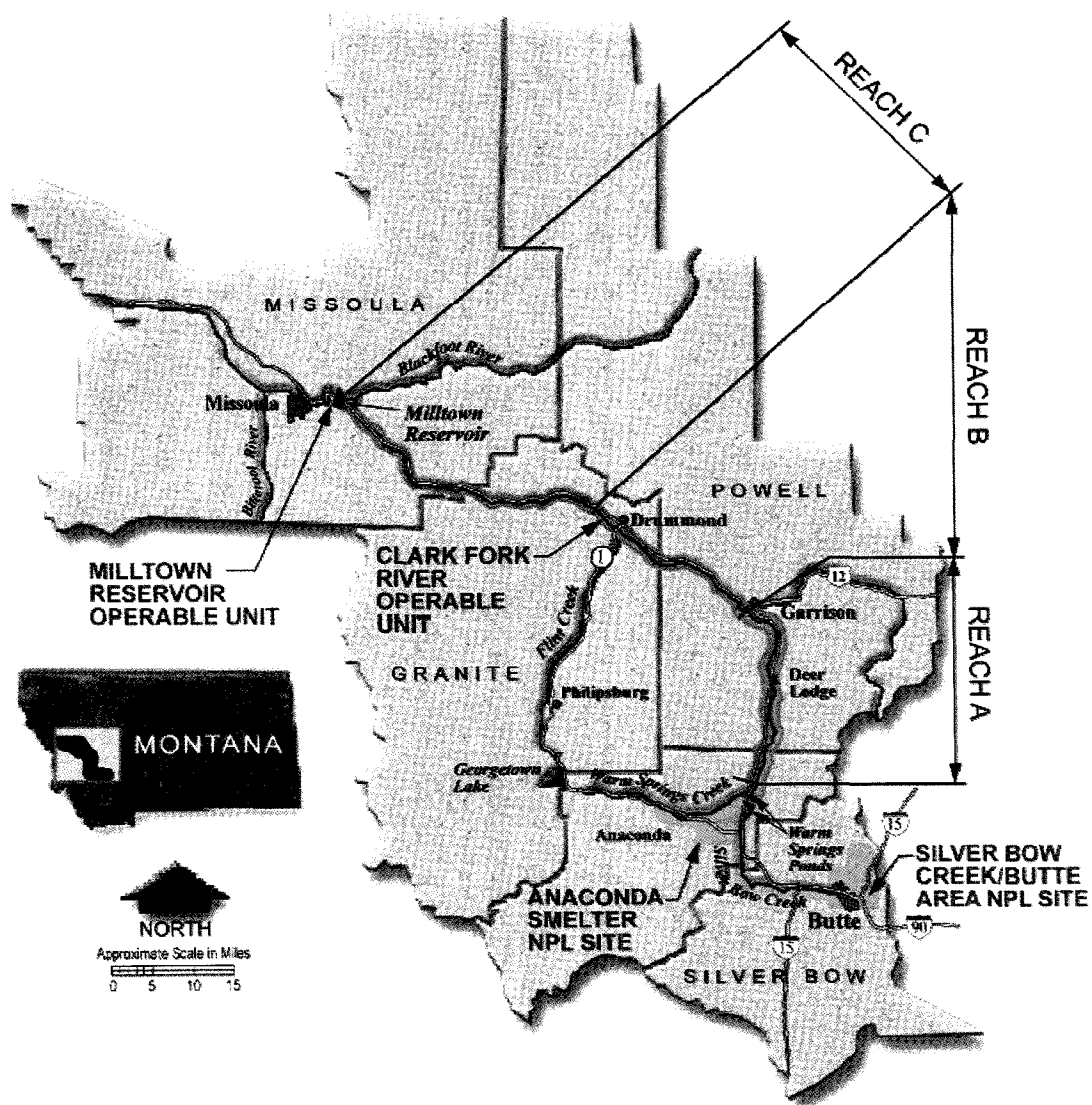 REACH C
REACH B
REACH A
MISSOULA
Blackfoot River
Missoula
Milltown
Reservoir
Bitterroot River
POWELL
Drummond
CLARK FORK
RIVER
OPERABLE
UNIT
MILLTOWN
RESERVOIR
OPERABLE UNIT
1
12
Garrison
Flint Creek
GRANITE
Deer
Lodge
Philipsburg
MONTANA
Georgetown
Lake
Warm Springs Creek
Anaconda
Warm
Springs
Ponds
15
SILVER BOW
CREEK/BUTTE
AREA NPL SITE
Silver
Bow Creek
ANACONDA
SMELTER
NPL SITE
Butte
90
15
SILVER BOW
NORTH
Approximate Scale in Miles
0 5 10 15